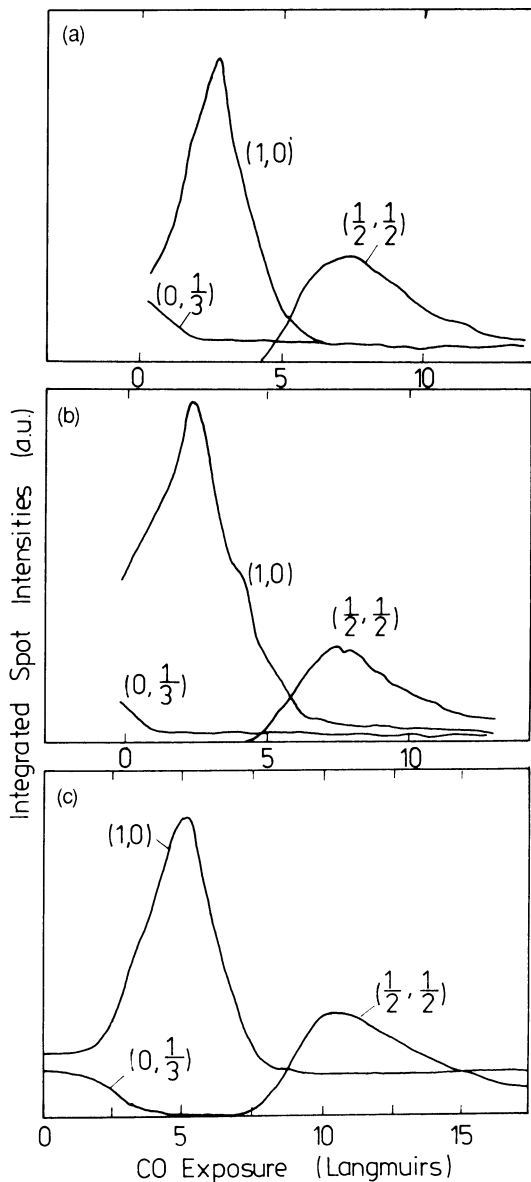 (a)
(1,0)
(1/2, 1/2)
(0, 1/3)
0 5 10
(b)
(1,0)
(1/2, 1/2)
(0, 1/3)
0 5 10
(c)
(1,0)
(1/2, 1/2)
(0, 1/3)
0 5 10 15
CO Exposure (Langmuirs)
Integrated Spot Intensities (a.u.)